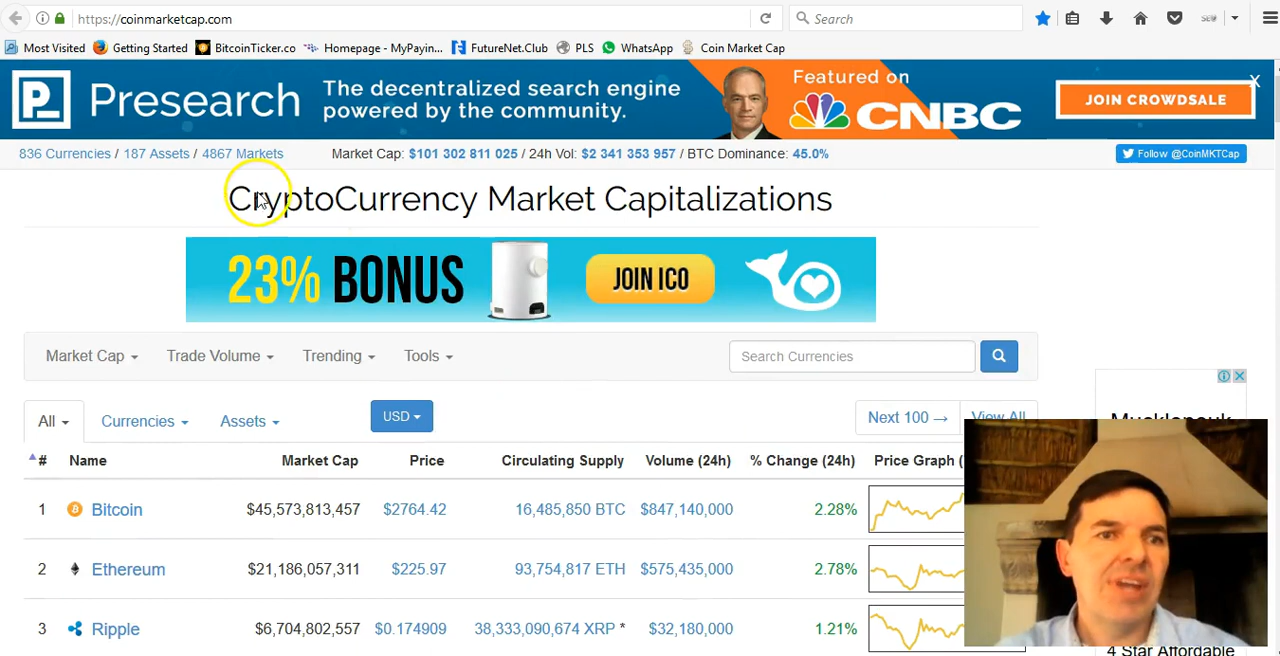 https://coinmarketcap.com
Search
Most Visited
Getting Started
BitcoinTicker.co
Homepage - MyPayin...
FutureNet.Club
PLS
WhatsApp
Coin Market Cap
Presearch
The decentralized search engine
powered by the community.
Featured on
CNBC
JOIN CROWDSALE
X
836 Currencies / 187 Assets / 4867 Markets
Market Cap: $101 302 811 025 / 24h Vol: $2 341 353 957 / BTC Dominance: 45.0%
Follow @CoinMKTCap
CryptoCurrency Market Capitalizations
23% BONUS
JOIN ICO
Market Cap
Trade Volume
Trending
Tools
Search Currencies
All
Currencies
Assets
USD
Next 100 →
View All
# Name Market Cap Price Circulating Supply Volume (24h) % Change (24h) Price Graph (
1 Bitcoin $45,573,813,457 $2764.42 16,485,850 BTC $847,140,000 2.28%
2 Ethereum $21,186,057,311 $225.97 93,754,817 ETH $575,435,000 2.78%
3 Ripple $6,704,802,557 $0.174909 38,333,090,674 XRP * $32,180,000 1.21%
4 Star Affordable